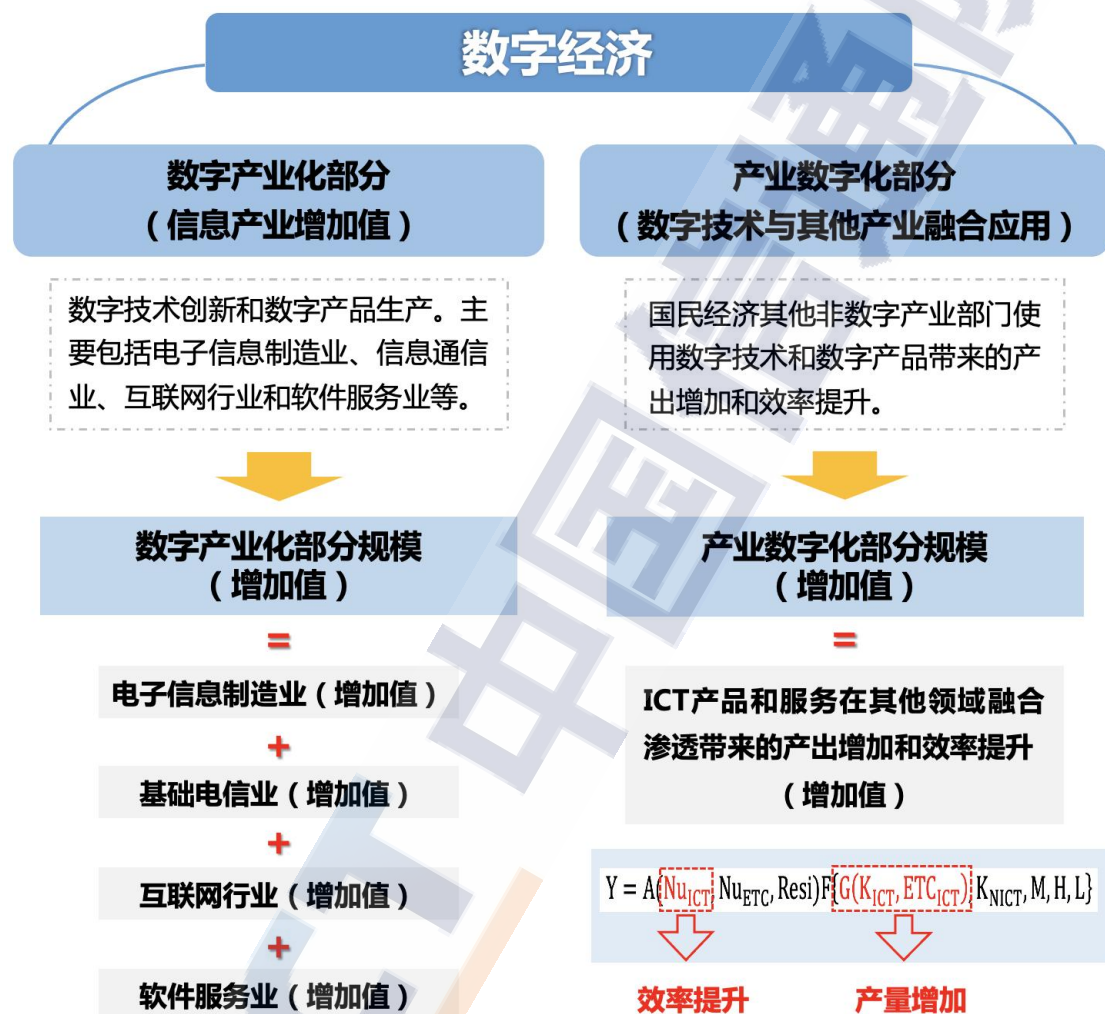 数字经济
数字产业化部分
（信息产业增加值）
数字技术创新和数字产品生产。主
要包括电子信息制造业、信息通信
业、互联网行业和软件服务业等。
数字产业化部分规模
（增加值）
=
电子信息制造业（增加值）
+
基础电信业（增加值）
+
互联网行业（增加值）
+
软件服务业（增加值）
产业数字化部分
（数字技术与其他产业融合应用）
国民经济其他非数字产业部门使
用数字技术和数字产品带来的产
出增加和效率提升。
产业数字化部分规模
（增加值）
=
ICT产品和服务在其他领域融合
渗透带来的产出增加和效率提升
（增加值）
Y = A(Nu_ICT, Nu_ETC, Resi)F{G(K_ICT, ETC_ICT), K_NICT, M, H, L}
效率提升
产量增加
中国信通